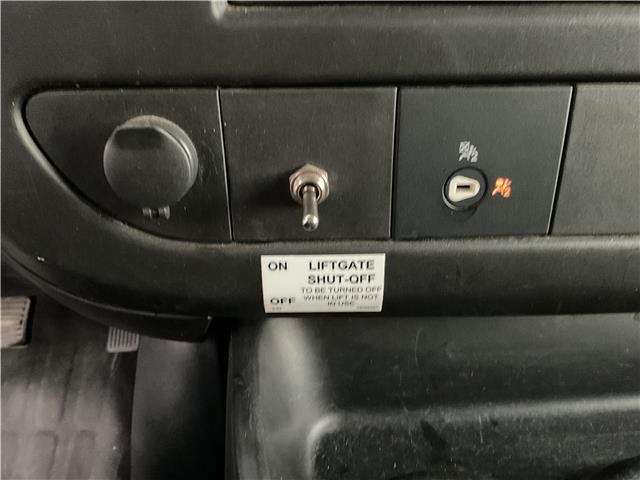 ON LIFTGATE
SHUT-OFF
TO BE TURNED OFF
OFF WHEN LIFT IS NOT
IN USE